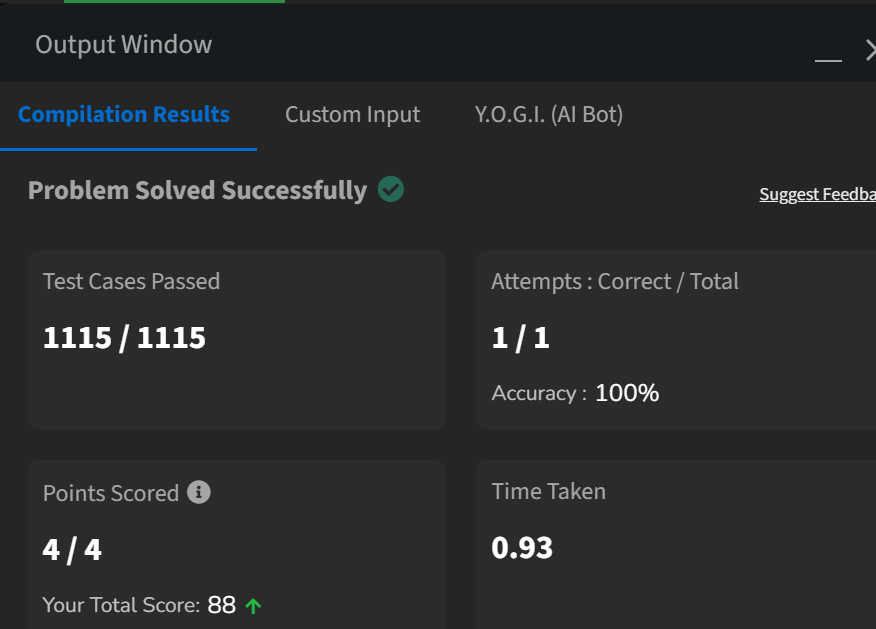 Output Window
Compilation Results Custom Input Y.O.G.I. (AI Bot)
Problem Solved Successfully
Suggest Feedba
Test Cases Passed
1115 / 1115
Attempts : Correct / Total
1 / 1
Accuracy : 100%
Points Scored
4 / 4
Your Total Score: 88
Time Taken
0.93